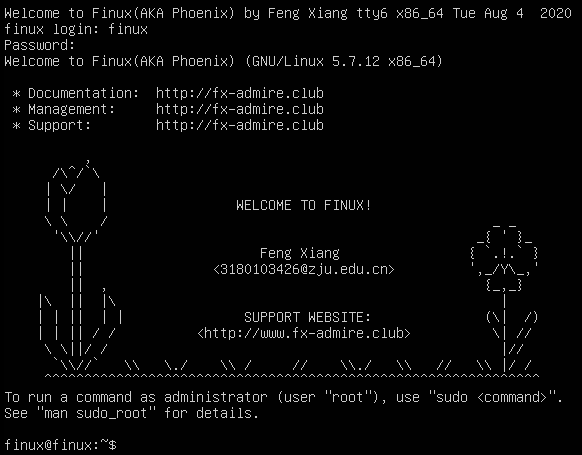 Welcome to Finux(AKA Phoenix) by Feng Xiang tty6 x86_64 Tue Aug 4  2020
finux login: finux
Password:
Welcome to Finux(AKA Phoenix) (GNU/Linux 5.7.12 x86_64)
* Documentation:  http://fx-admire.club
* Management:     http://fx-admire.club
* Support:        http://fx-admire.club
WELCOME TO FINUX!
Feng Xiang
<3180103426@zju.edu.cn>
SUPPORT WEBSITE:
<http://www.fx-admire.club>
To run a command as administrator (user "root"), use "sudo <command>".
See "man sudo_root" for details.
finux@finux:~$